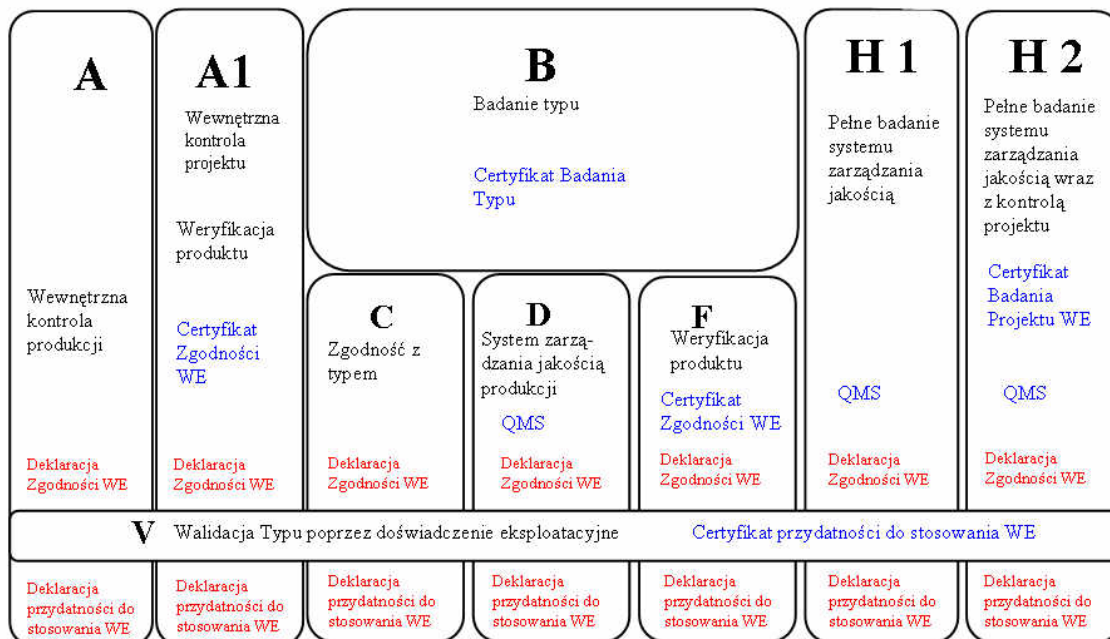 A
Wewnętrzna
kontrola
produkcji
Deklaracja
Zgodności WE
A1
Wewnętrzna
kontrola
projektu
Weryfikacja
produktu
Certyfikat
Zgodności
WE
Deklaracja
Zgodności WE
B
Badanie typu
Certyfikat Badania
Typu
C
Zgodność z
typem
Deklaracja
Zgodności WE
D
System zarzą-
dzania jakością
produkcji
QMS
Deklaracja
Zgodności WE
F
Weryfikacja
produktu
Certyfikat
Zgodności WE
Deklaracja
Zgodności WE
H 1
Pełne badanie
systemu
zarządzania
jakością
QMS
Deklaracja
Zgodności WE
H 2
Pełne badanie
systemu
zarządzania
jakością wraz
z kontrolą
projektu
Certyfikat
Badania
Projektu WE
QMS
Deklaracja
Zgodności WE
V Walidacja Typu poprzez doświadczenie eksploatacyjne Certyfikat przydatności do stosowania WE
Deklaracja
przydatności do
stosowania WE
Deklaracja
przydatności do
stosowania WE
Deklaracja
przydatności do
stosowania WE
Deklaracja
przydatności do
stosowania WE
Deklaracja
przydatności do
stosowania WE
Deklaracja
przydatności do
stosowania WE
Deklaracja
przydatności do
stosowania WE